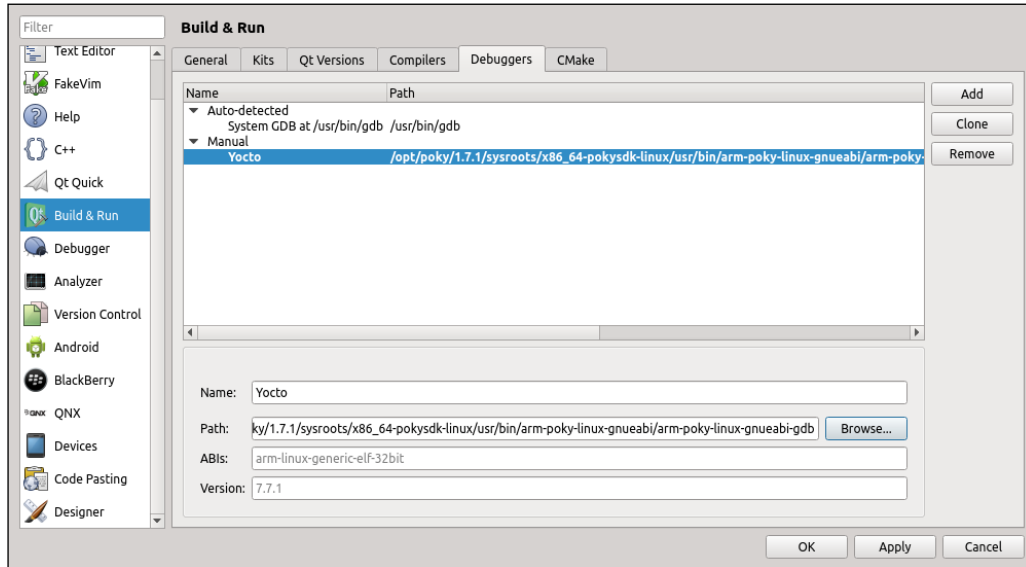 Filter
Text Editor
FakeVim
Help
C++
Qt Quick
Build & Run
Debugger
Analyzer
Version Control
Android
BlackBerry
QNX
Devices
Code Pasting
Designer
Build & Run
General Kits Qt Versions Compilers Debuggers CMake
Name Path
Auto-detected
System GDB at /usr/bin/gdb /usr/bin/gdb
Manual
Yocto /opt/poky/1.7.1/sysroots/x86_64-pokysdk-linux/usr/bin/arm-poky-linux-gnueabi/arm-poky-
Add
Clone
Remove
Name: Yocto
Path: ky/1.7.1/sysroots/x86_64-pokysdk-linux/usr/bin/arm-poky-linux-gnueabi/arm-poky-linux-gnueabi-gdb Browse...
ABIs: arm-linux-generic-elf-32bit
Version: 7.7.1
OK Apply Cancel